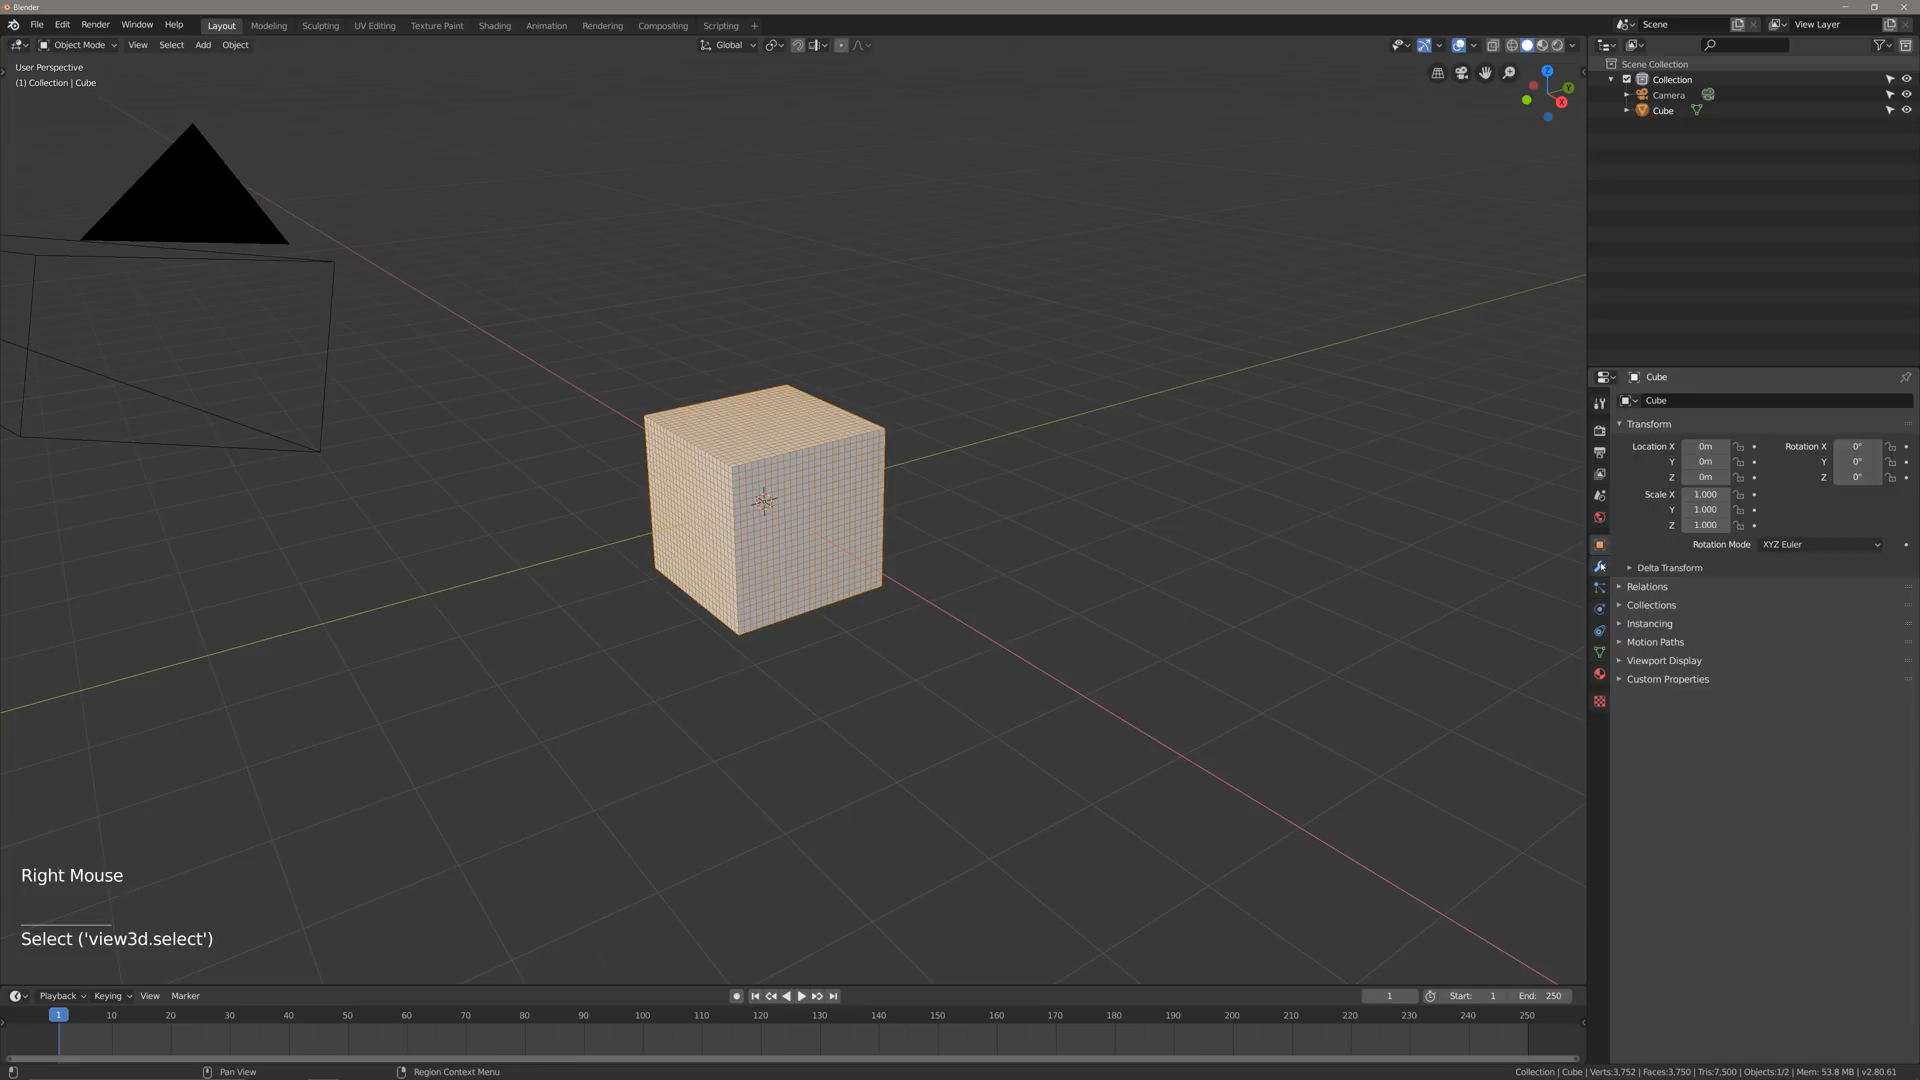 Blender
File Edit Render Window Help Layout Modeling Sculpting UV Editing Texture Paint Shading Animation Rendering Compositing Scripting + Scene View Layer
Object Mode View Select Add Object Global
User Perspective
(1) Collection | Cube
Z
Y
X
Scene Collection
Collection
Camera
Cube
Cube
Cube
Transform
Location X 0m Rotation X 0°
Y 0m Y 0°
Z 0m Z 0°
Scale X 1.000
Y 1.000
Z 1.000
Rotation Mode XYZ Euler
Delta Transform
Relations
Collections
Instancing
Motion Paths
Viewport Display
Custom Properties
Right Mouse
Select ('view3d.select')
Playback Keying View Marker 1 Start: 1 End: 250
1 10 20 30 40 50 60 70 80 90 100 110 120 130 140 150 160 170 180 190 200 210 220 230 240 250
Pan View Region Context Menu Collection | Cube | Verts:3,752 | Faces:3,750 | Tris:7,500 | Objects:1/2 | Mem: 53.8 MB | v2.80.61